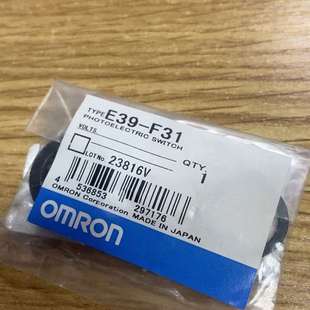 TYPE E39-F31
PHOTOELECTRIC SWITCH
VOLTS
LOT No 23816V
QTY. 1
4 536853 297176
OMRON Corporation MADE IN JAPAN
OMRON